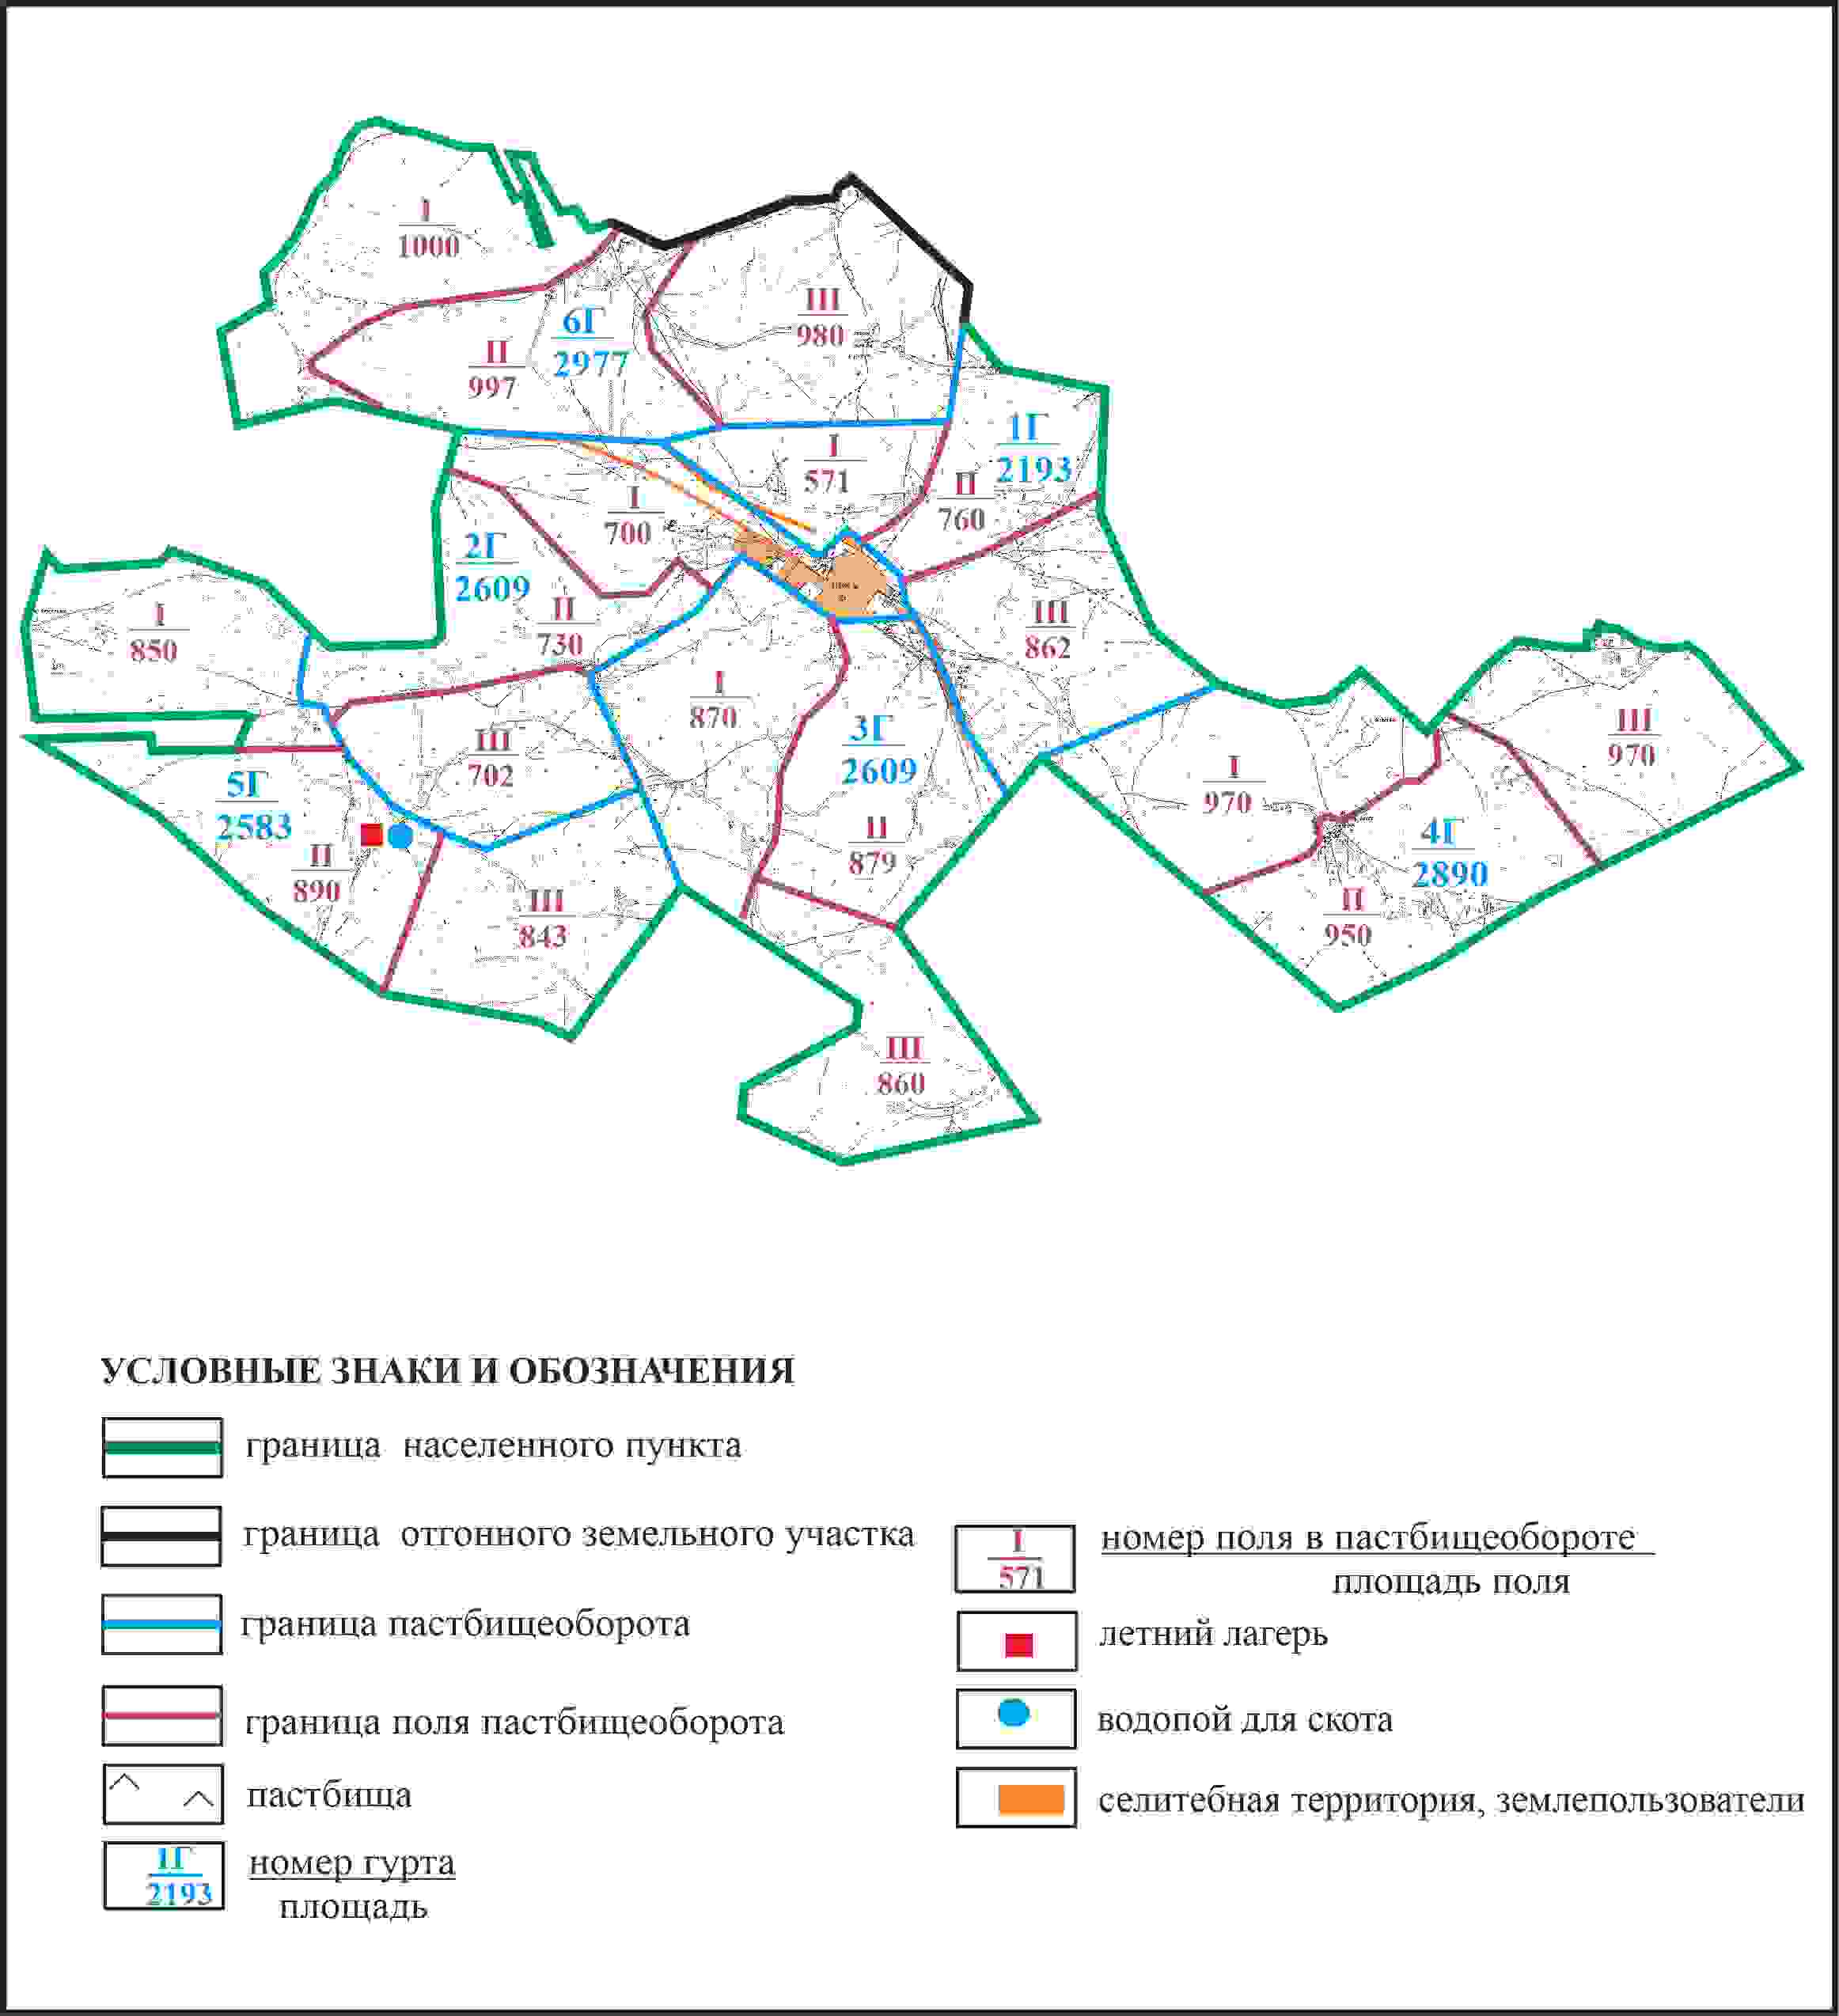 I
1000
III
980
6Г
2977
II
997
1Г
2193
I
571
II
760
I
700
2Г
2609
II
730
I
850
III
862
I
870
3Г
2609
III
970
III
702
I
970
5Г
2583
II
879
4Г
2890
II
890
III
843
II
950
III
860
УСЛОВНЫЕ ЗНАКИ И ОБОЗНАЧЕНИЯ
граница населенного пункта
граница отгонного земельного участка
граница пастбищеоборота
граница поля пастбищеоборота
пастбища
1Г
2193
номер гурта
площадь
I
571
номер поля в пастбищеобороте
площадь поля
летний лагерь
водопой для скота
селитебная территория, землепользователи